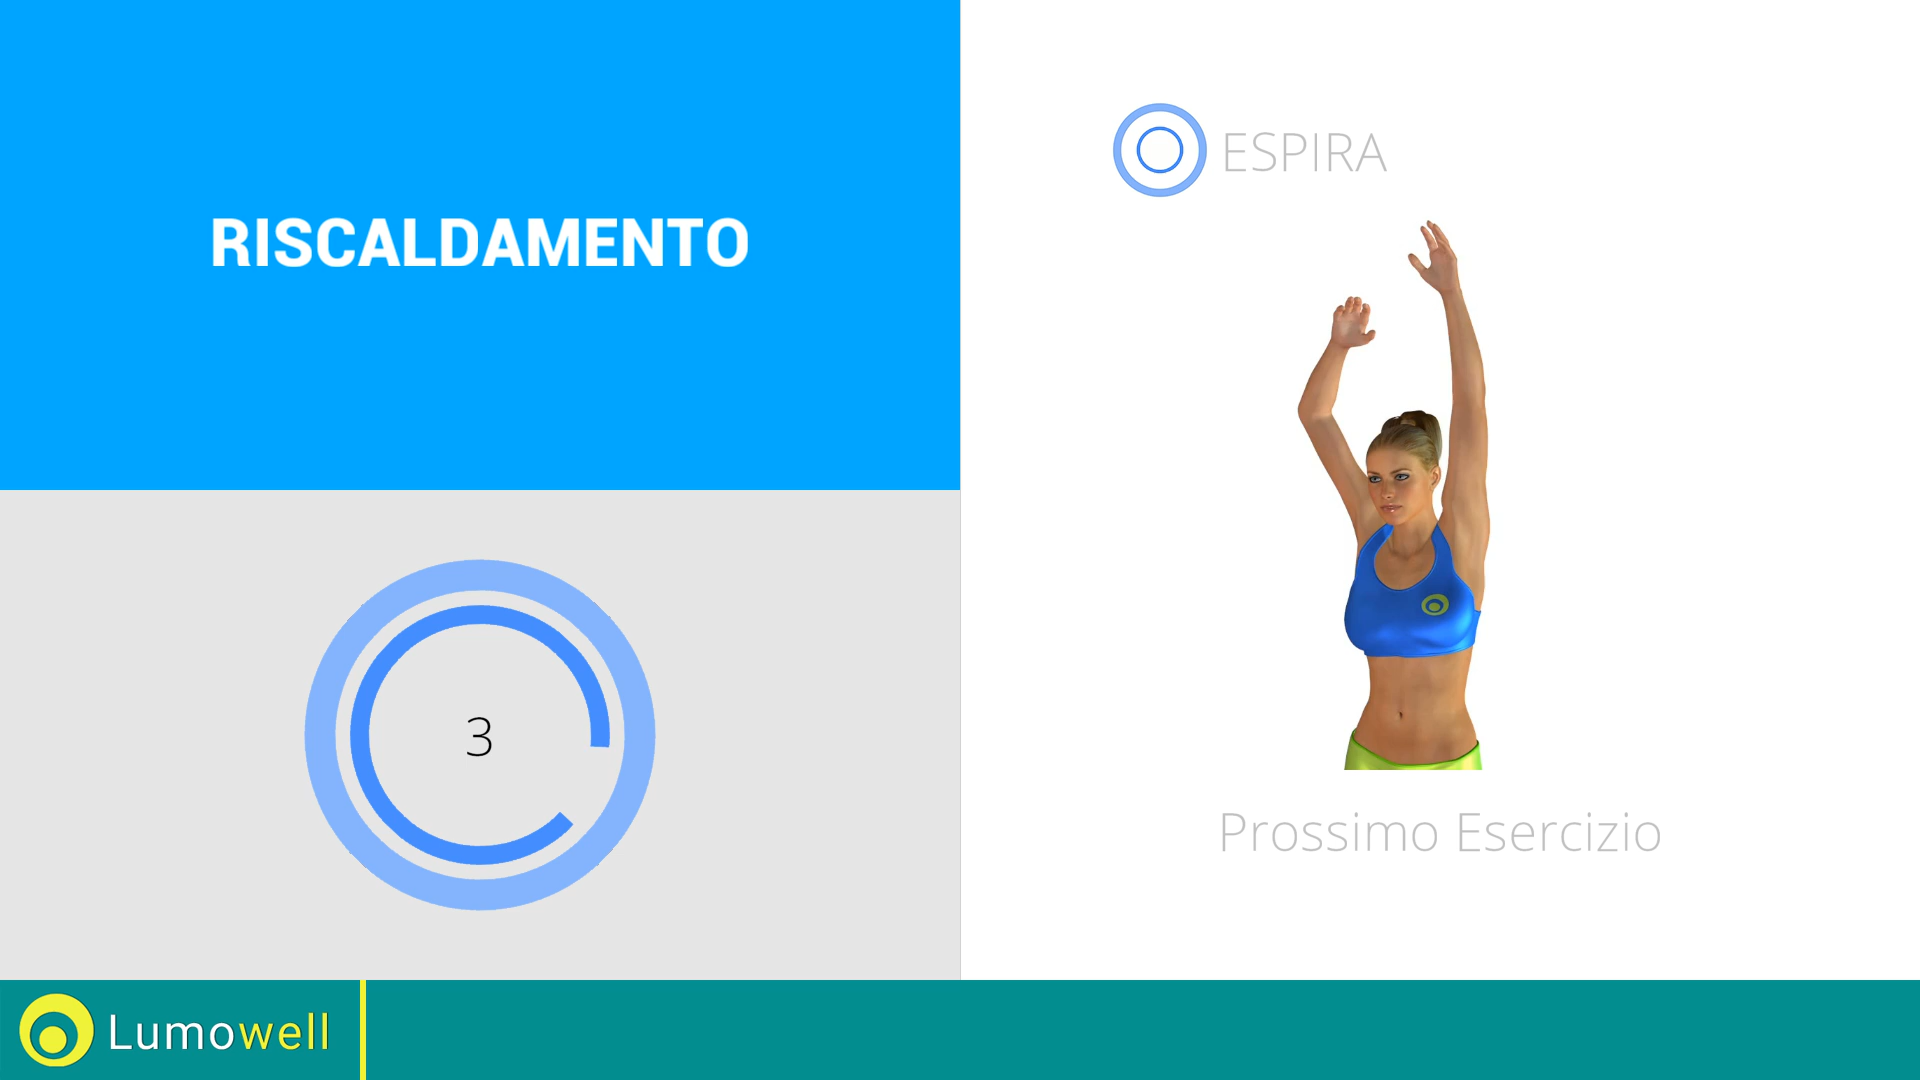 RISCALDAMENTO
3
ESPIRA
Prossimo Esercizio
Lumowell